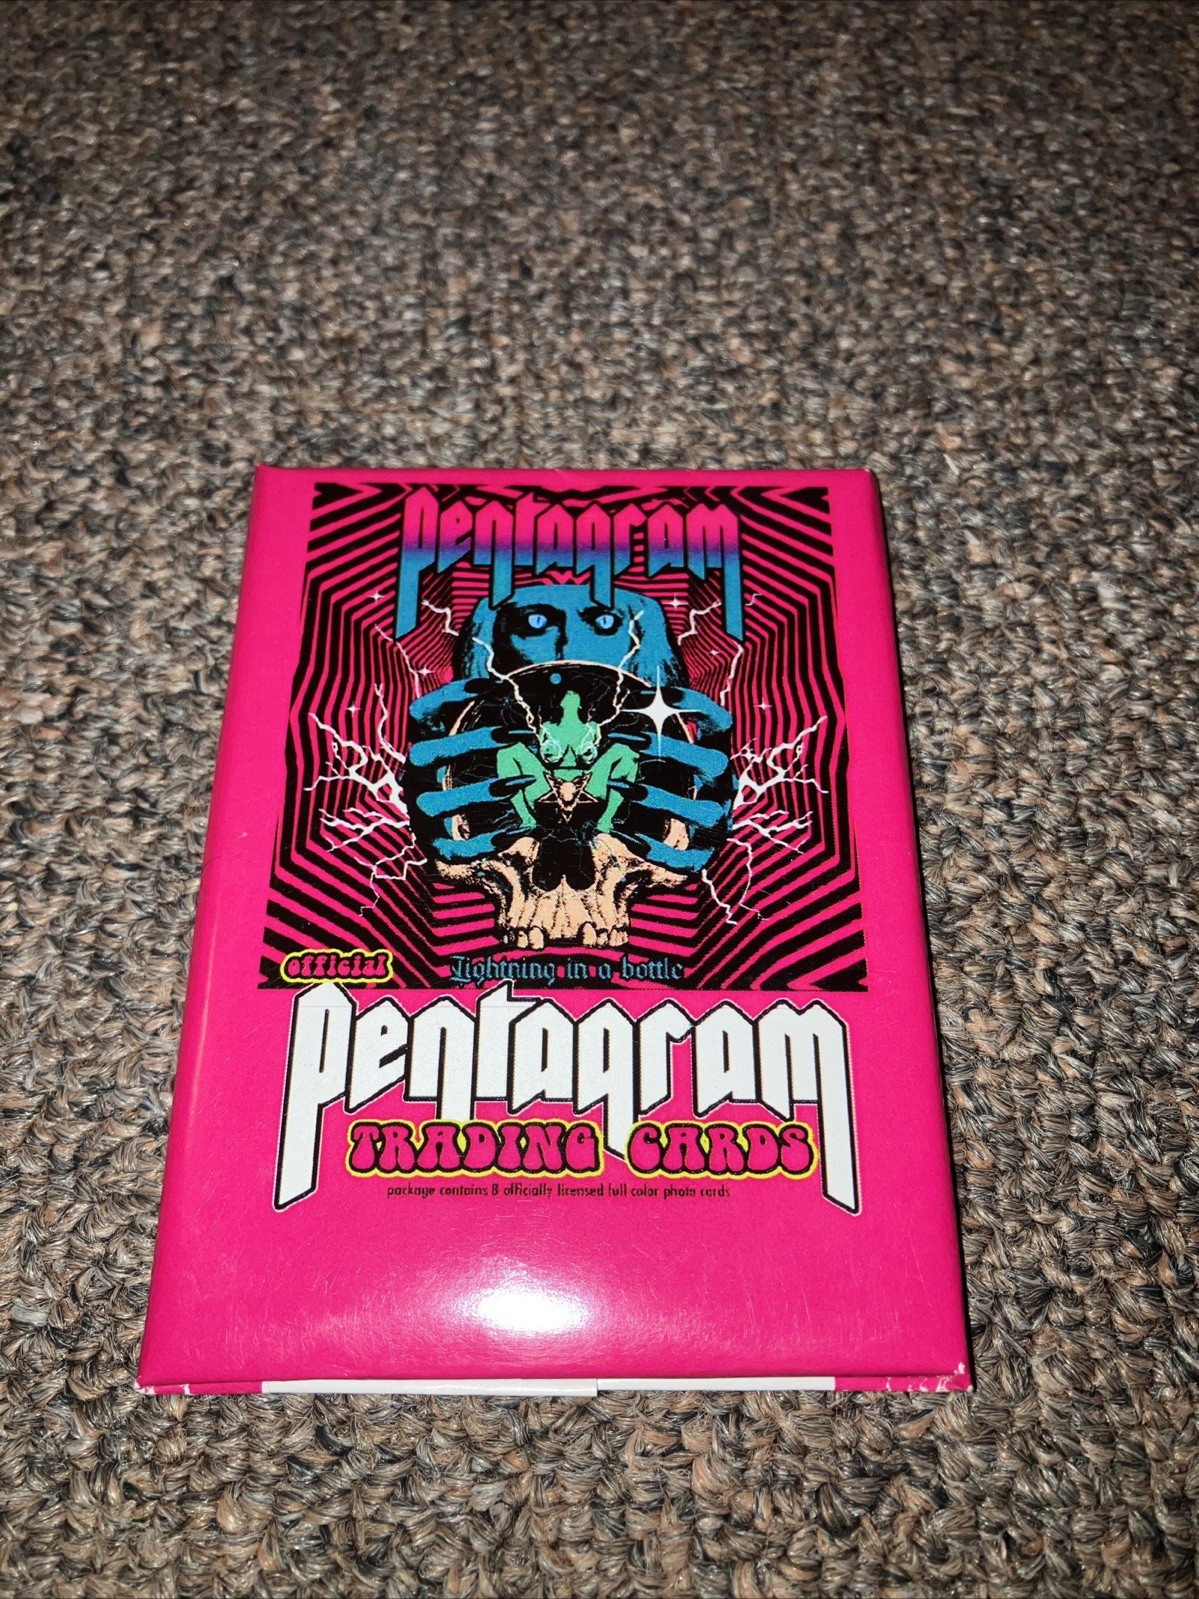 Pentagram
official
Lightning in a bottle
Pentagram
TRADING CARDS
package contains 8 officially licensed full color photo cards